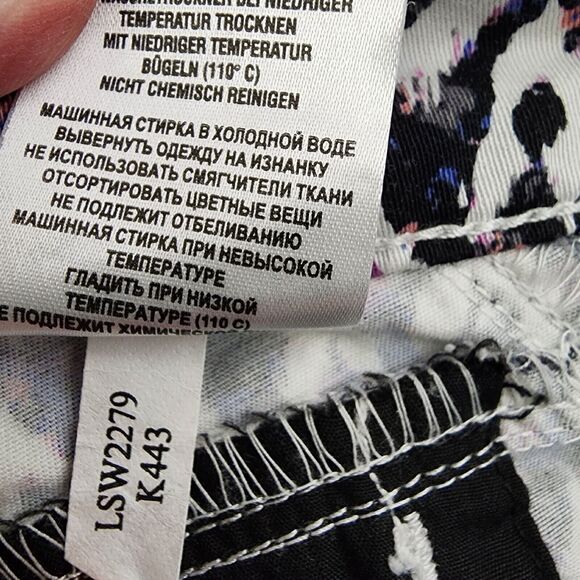 TEMPERATUR TROCKNEN
MIT NIEDRIGER TEMPERATUR
BÜGELN (110° C)
NICHT CHEMISCH REINIGEN
МАШИННАЯ СТИРКА В ХОЛОДНОЙ ВОДЕ
ВЫВЕРНУТЬ ОДЕЖДУ НА ИЗНАНКУ
НЕ ИСПОЛЬЗОВАТЬ СМЯГЧИТЕЛИ ТКАНИ
ОТСОРТИРОВАТЬ ЦВЕТНЫЕ ВЕЩИ
НЕ ПОДЛЕЖИТ ОТБЕЛИВАНИЮ
МАШИННАЯ СТИРКА ПРИ НЕВЫСОКОЙ
ТЕМПЕРАТУРЕ
ГЛАДИТЬ ПРИ НИЗКОЙ
ТЕМПЕРАТУРЕ (110 C)
ПОДЛЕЖИТ
LSW2279
K443